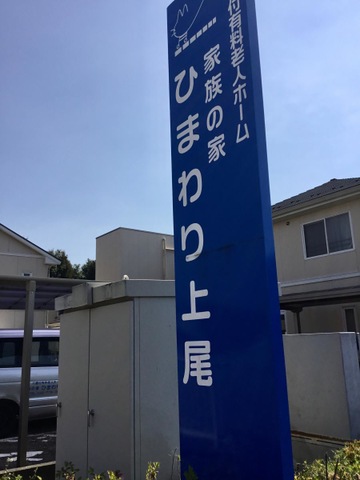 付有料老人ホーム
家族の家
ひまわり上尾